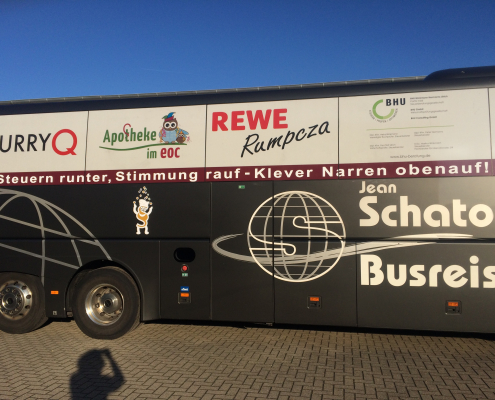 URRYQ
Apotheke
im eoc
REWE
Rumpcza
BHU
Steuern runter, Stimmung rauf - Klever Narren obenauf!
Jean
Schato
Busreis